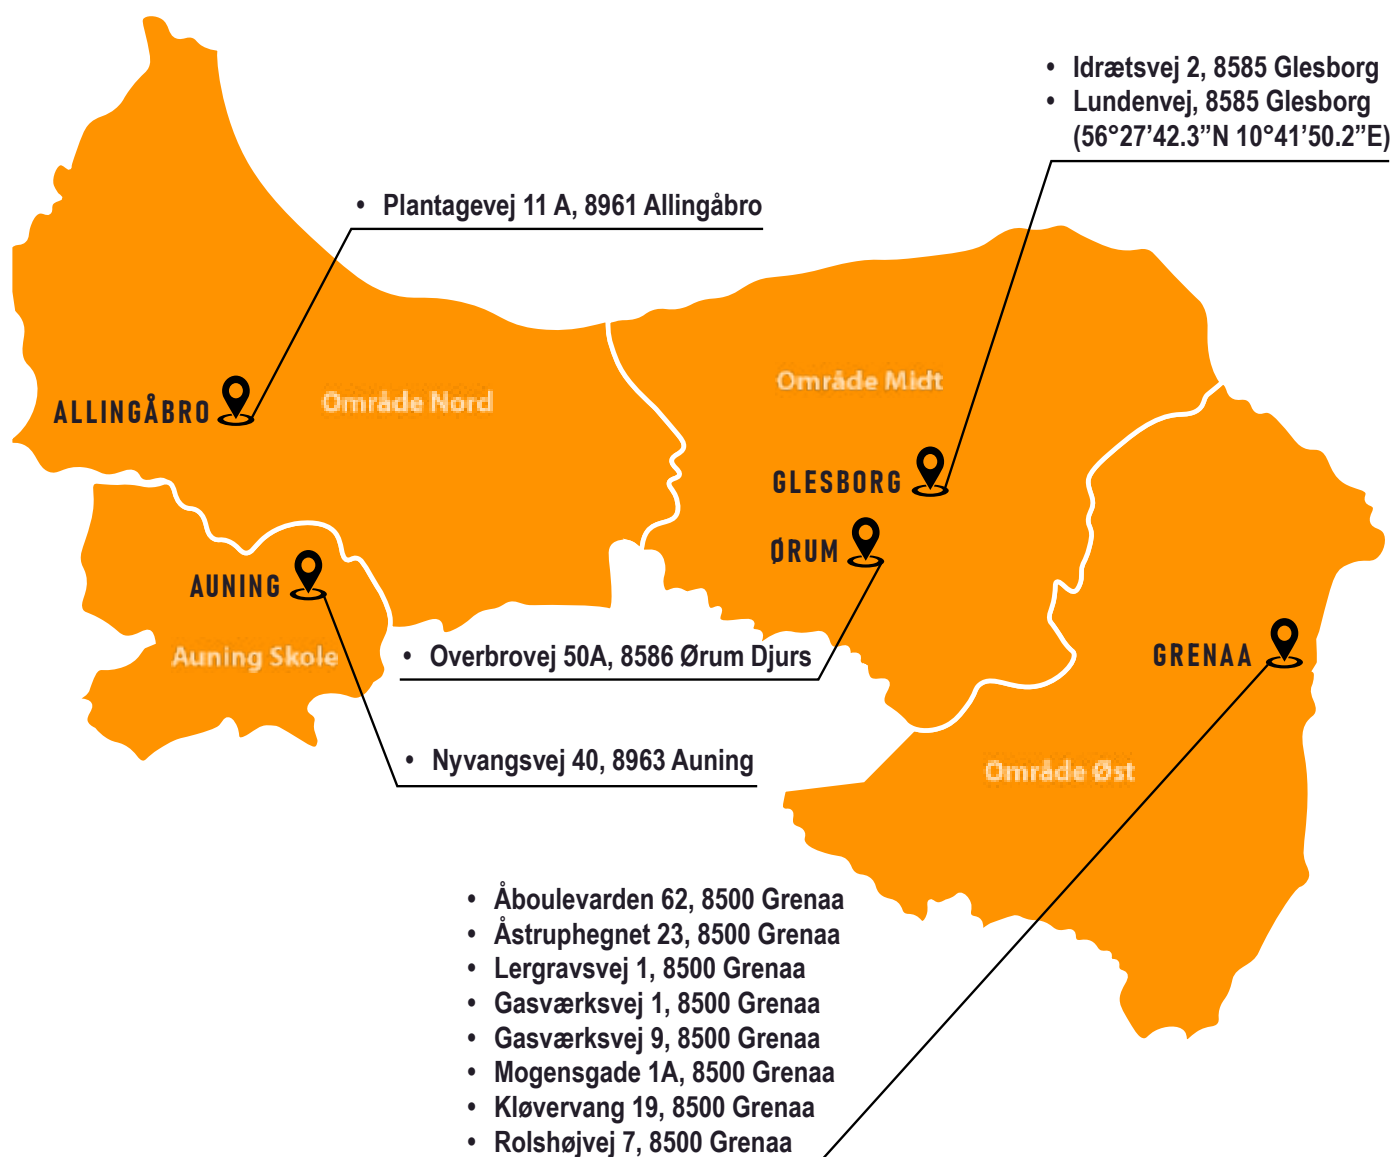 • Idrætsvej 2, 8585 Glesborg
• Lundenvej, 8585 Glesborg
(56°27’42.3”N 10°41’50.2”E)
• Plantagevej 11 A, 8961 Allingåbro
Område Midt
Område Nord
ALLINGÅBRO
GLESBORG
ØRUM
AUNING
Auning Skole
• Overbrovej 50A, 8586 Ørum Djurs
GRENAA
• Nyvangsvej 40, 8963 Auning
Område Øst
• Åboulevarden 62, 8500 Grenaa
• Åstruphegnet 23, 8500 Grenaa
• Lergravsvej 1, 8500 Grenaa
• Gasværksvej 1, 8500 Grenaa
• Gasværksvej 9, 8500 Grenaa
• Mogensgade 1A, 8500 Grenaa
• Kløvervang 19, 8500 Grenaa
• Rolshøjvej 7, 8500 Grenaa